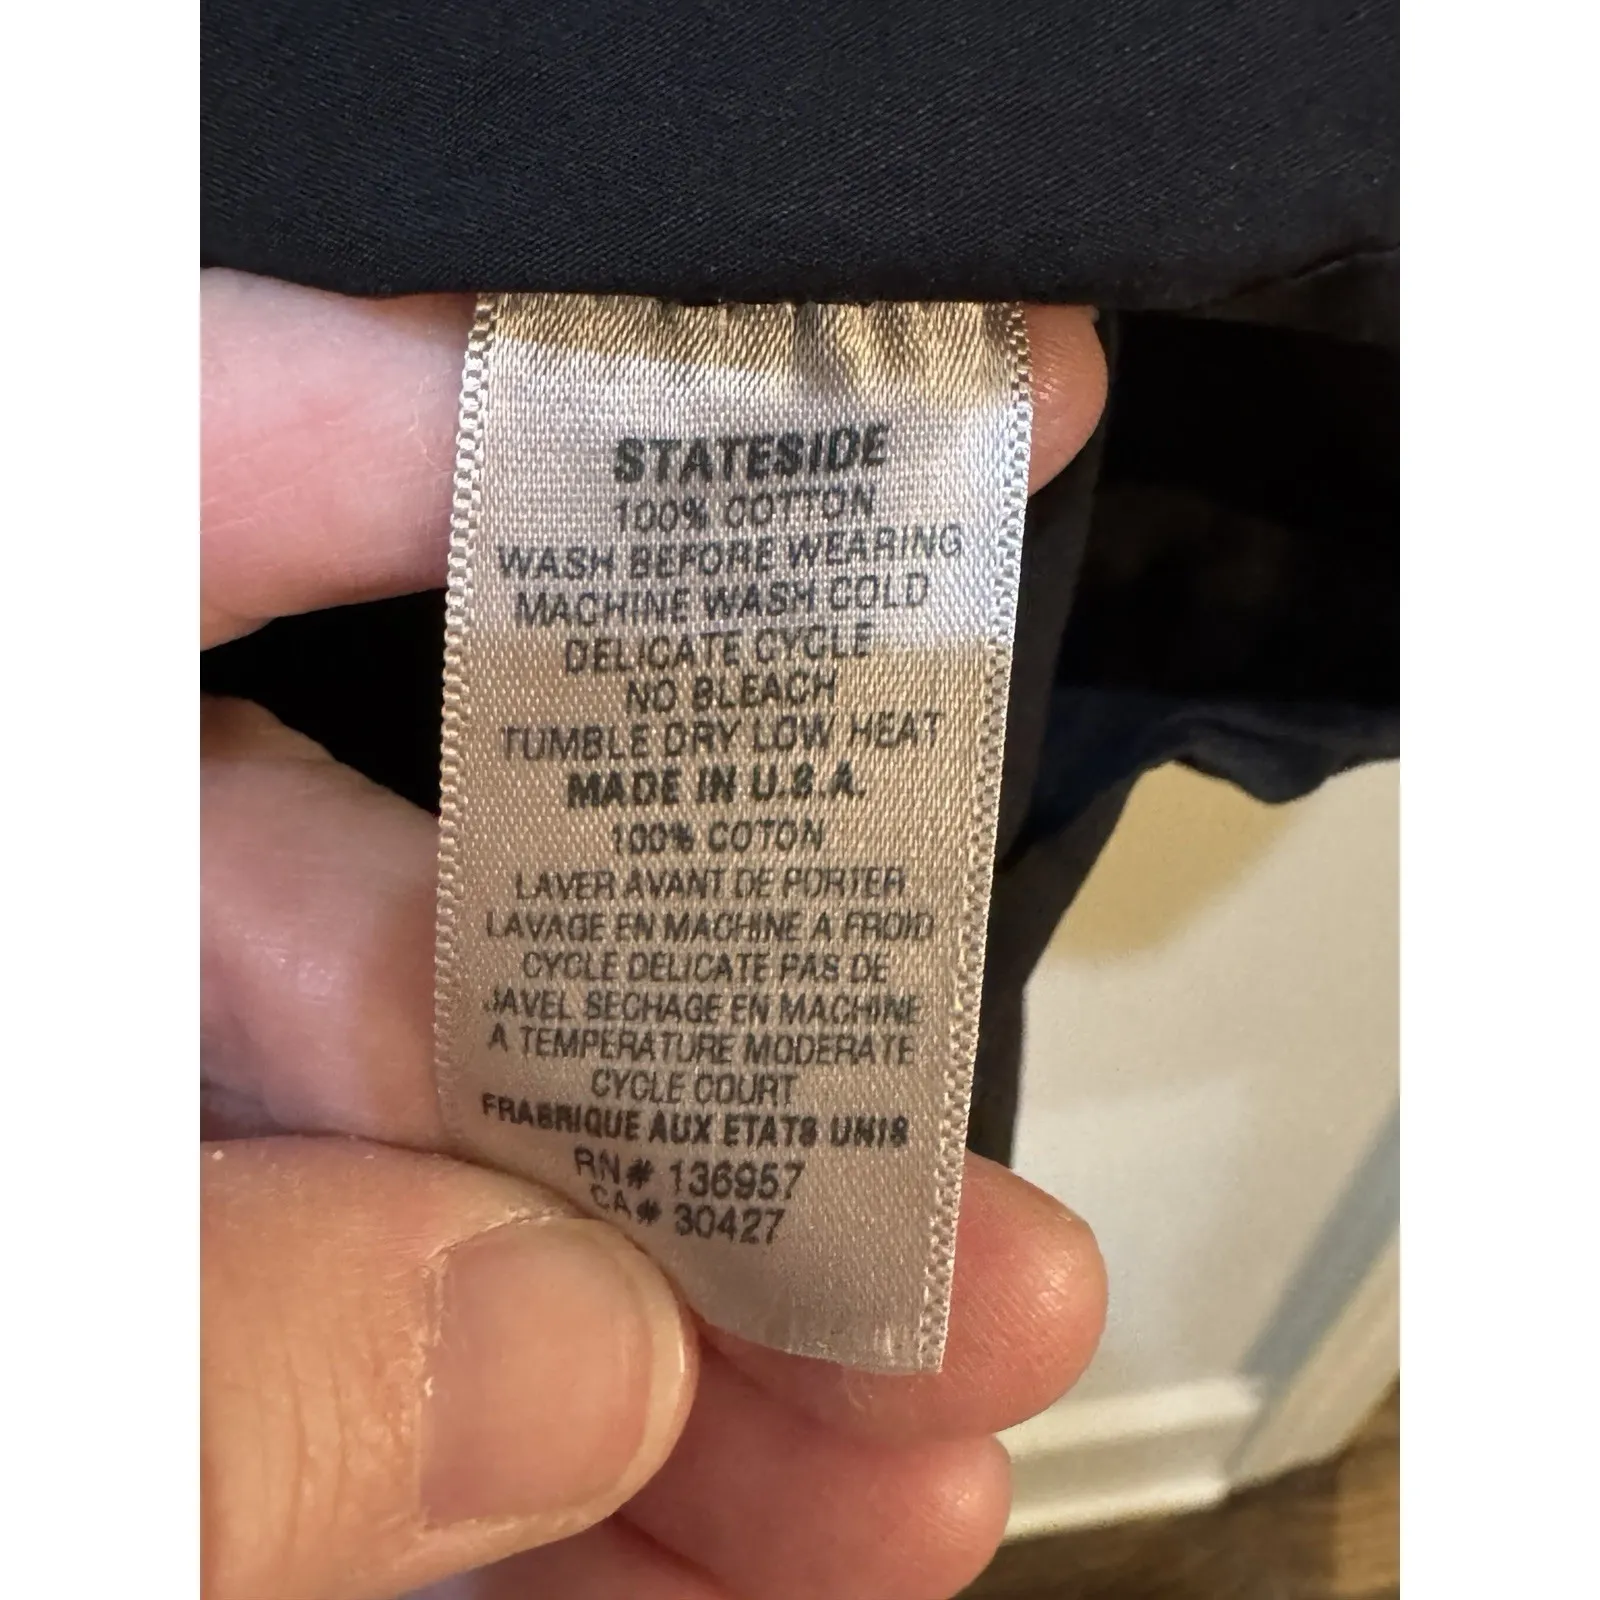 STATESIDE
100% COTTON
WASH BEFORE WEARING
MACHINE WASH COLD
DELICATE CYCLE
NO BLEACH
TUMBLE DRY LOW HEAT
MADE IN U.S.A.
100% COTON
LAVER AVANT DE PORTER
LAVAGE EN MACHINE A FROID
CYCLE DELICATE PAS DE
JAVEL SECHAGE EN MACHINE
A TEMPERATURE MODERATE
CYCLE COURT
FRABRIQUE AUX ETATS UNIS
RN# 136957
CA# 30427